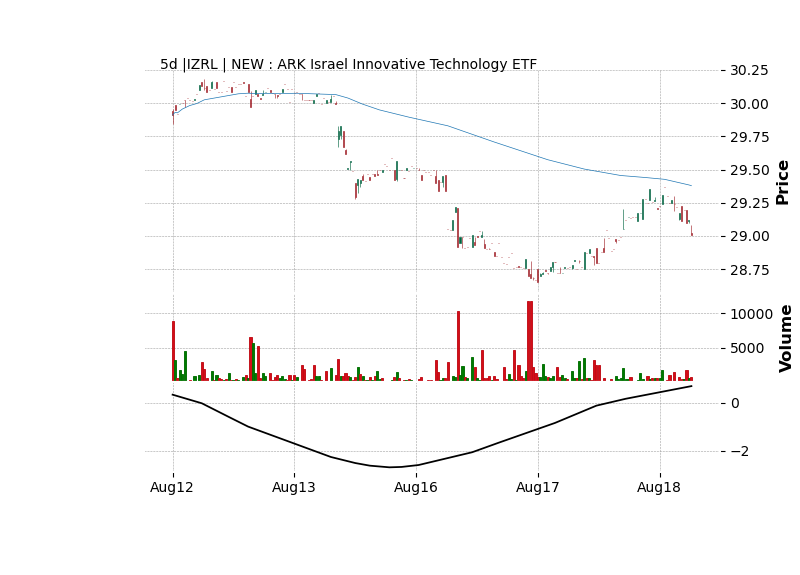 5d |IZRL | NEW : ARK Israel Innovative Technology ETF
30.25
30.00
29.75
29.50
29.25
29.00
28.75
Price
10000
5000
Volume
0
−2
Aug12 Aug13 Aug16 Aug17 Aug18